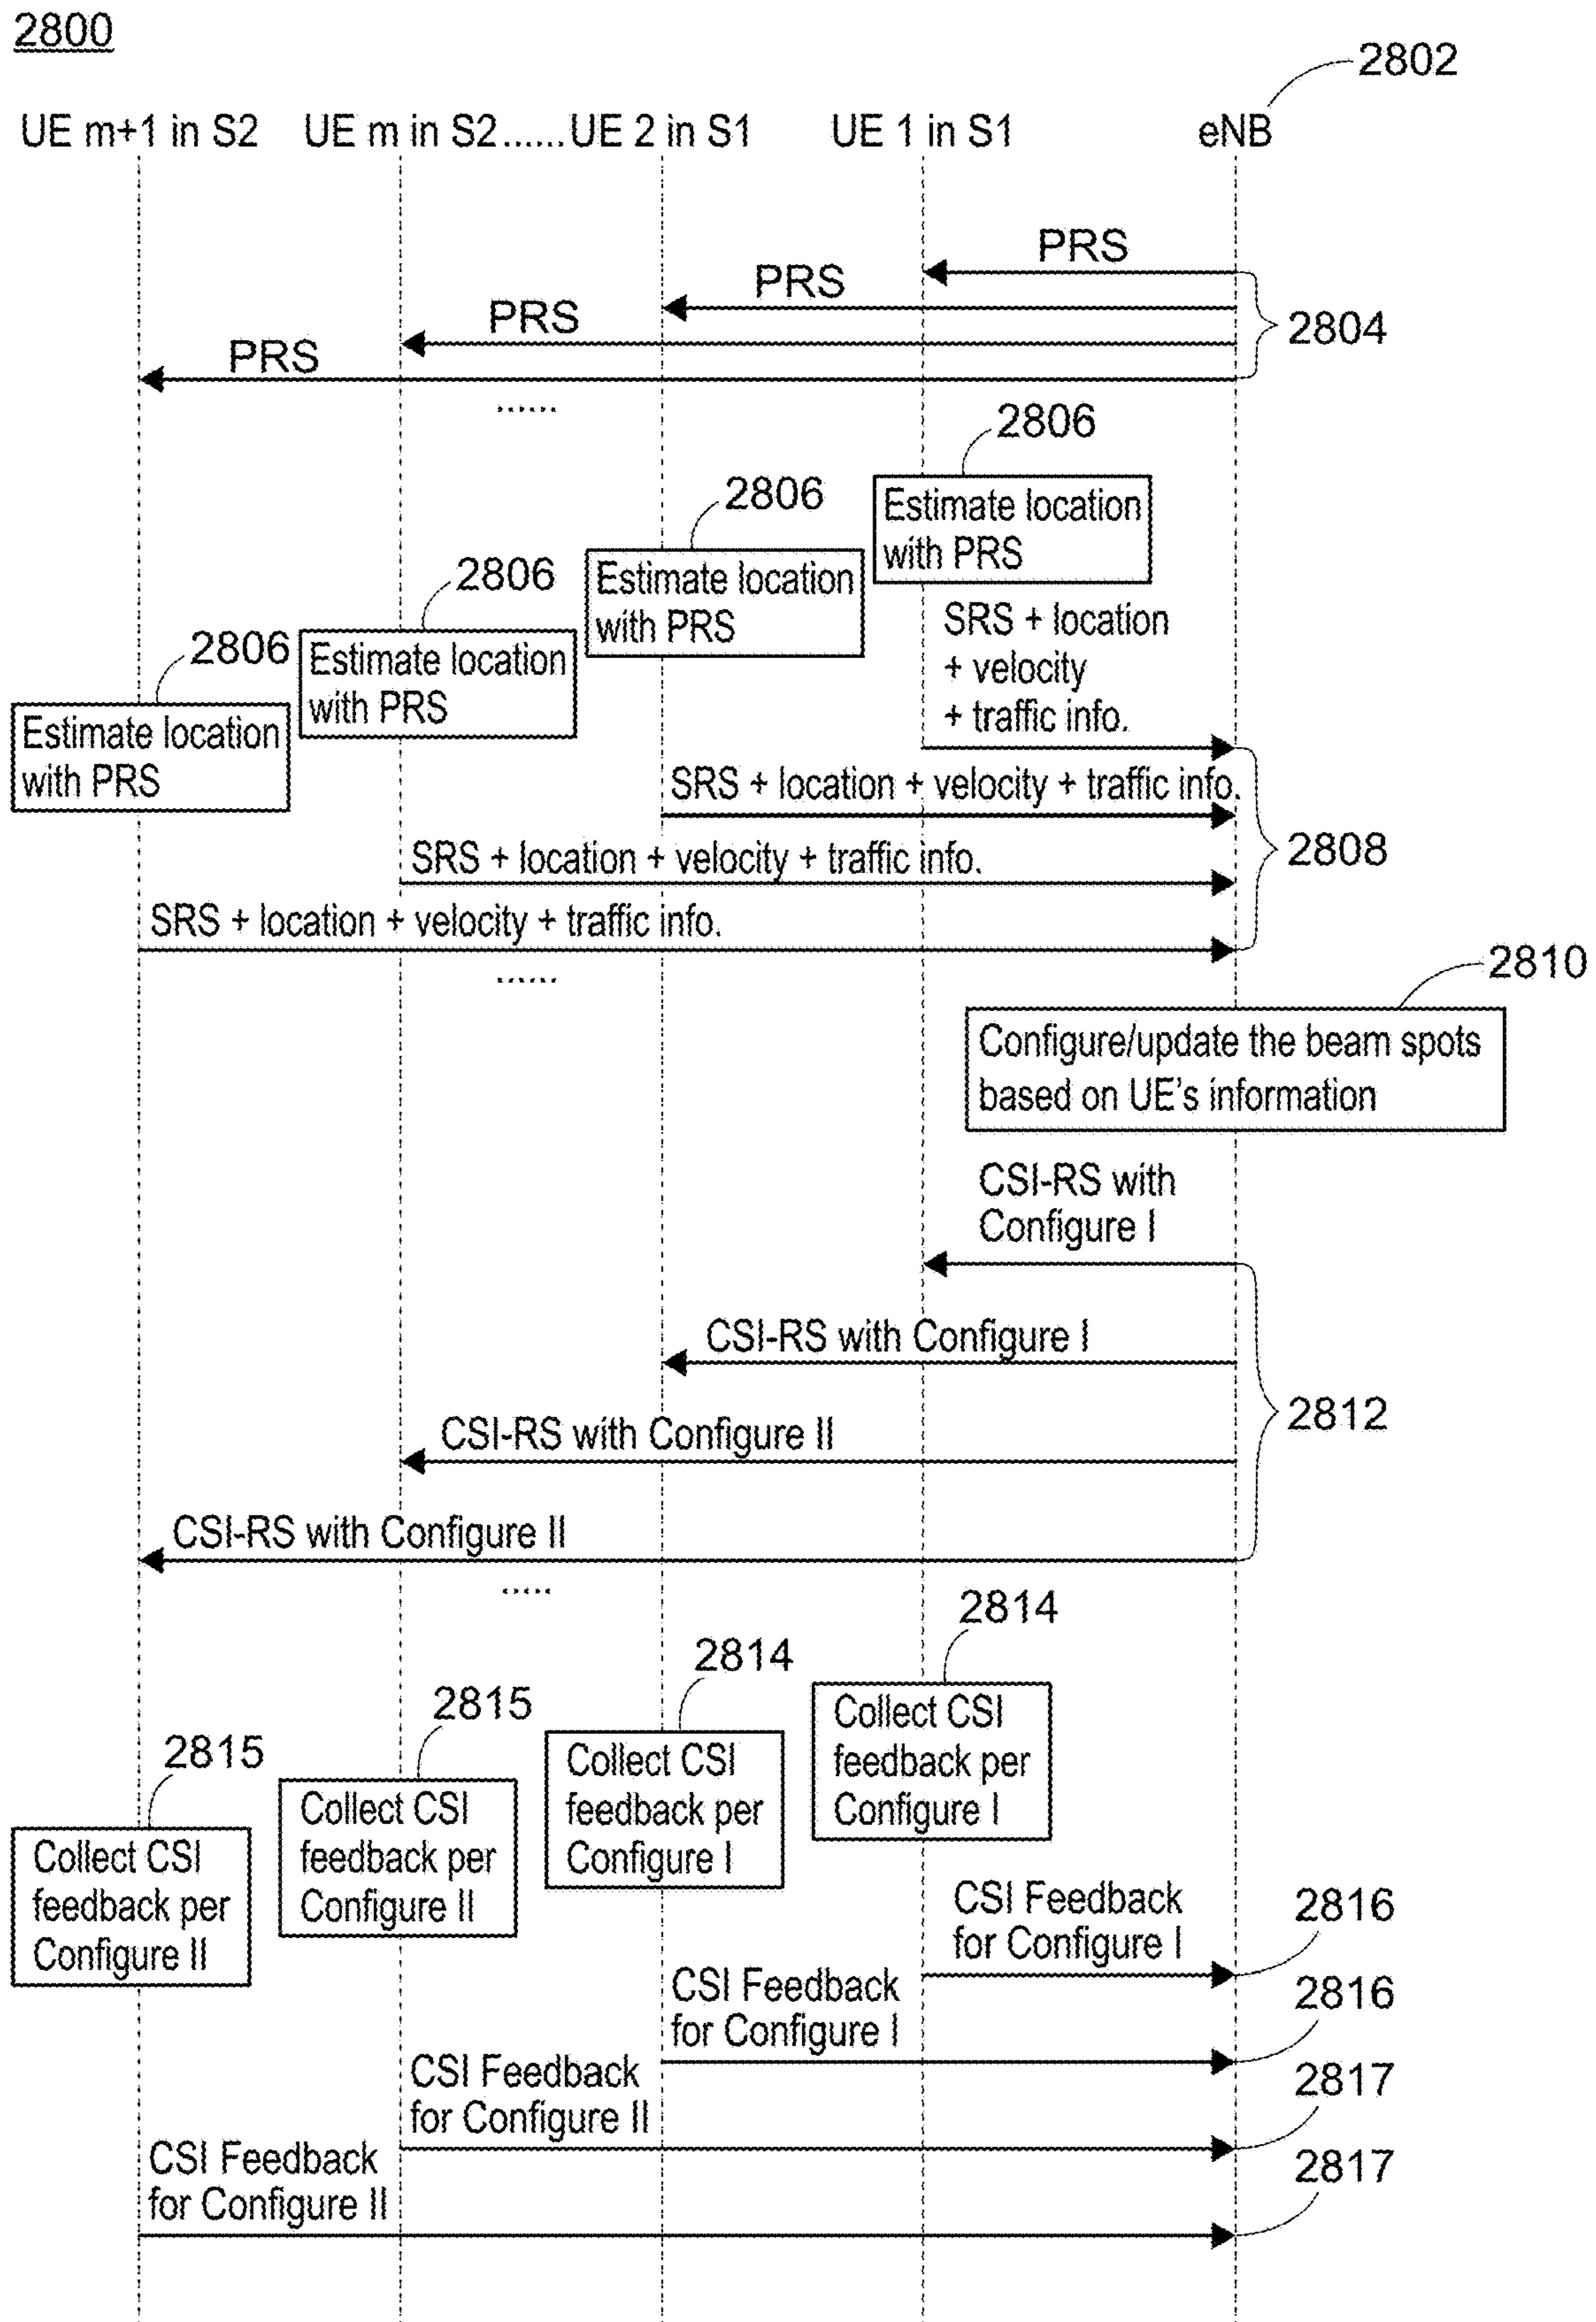 2800
2802
UE m+1 in S2 UE m in S2 ...... UE 2 in S1 UE 1 in S1 eNB
PRS
PRS
PRS
PRS
2804
......
2806
Estimate location
with PRS
2806
Estimate location
with PRS
2806
Estimate location
with PRS
2806
Estimate location
with PRS
SRS + location
+ velocity
+ traffic info.
SRS + location + velocity + traffic info.
SRS + location + velocity + traffic info.
SRS + location + velocity + traffic info.
2808
......
2810
Configure/update the beam spots
based on UE's information
CSI-RS with
Configure I
CSI-RS with Configure I
CSI-RS with Configure II
CSI-RS with Configure II
2812
.....
2814
Collect CSI
feedback per
Configure I
2814
Collect CSI
feedback per
Configure I
2815
Collect CSI
feedback per
Configure II
2815
Collect CSI
feedback per
Configure II
CSI Feedback
for Configure I
2816
CSI Feedback
for Configure I
2816
CSI Feedback
for Configure II
2817
CSI Feedback
for Configure II
2817